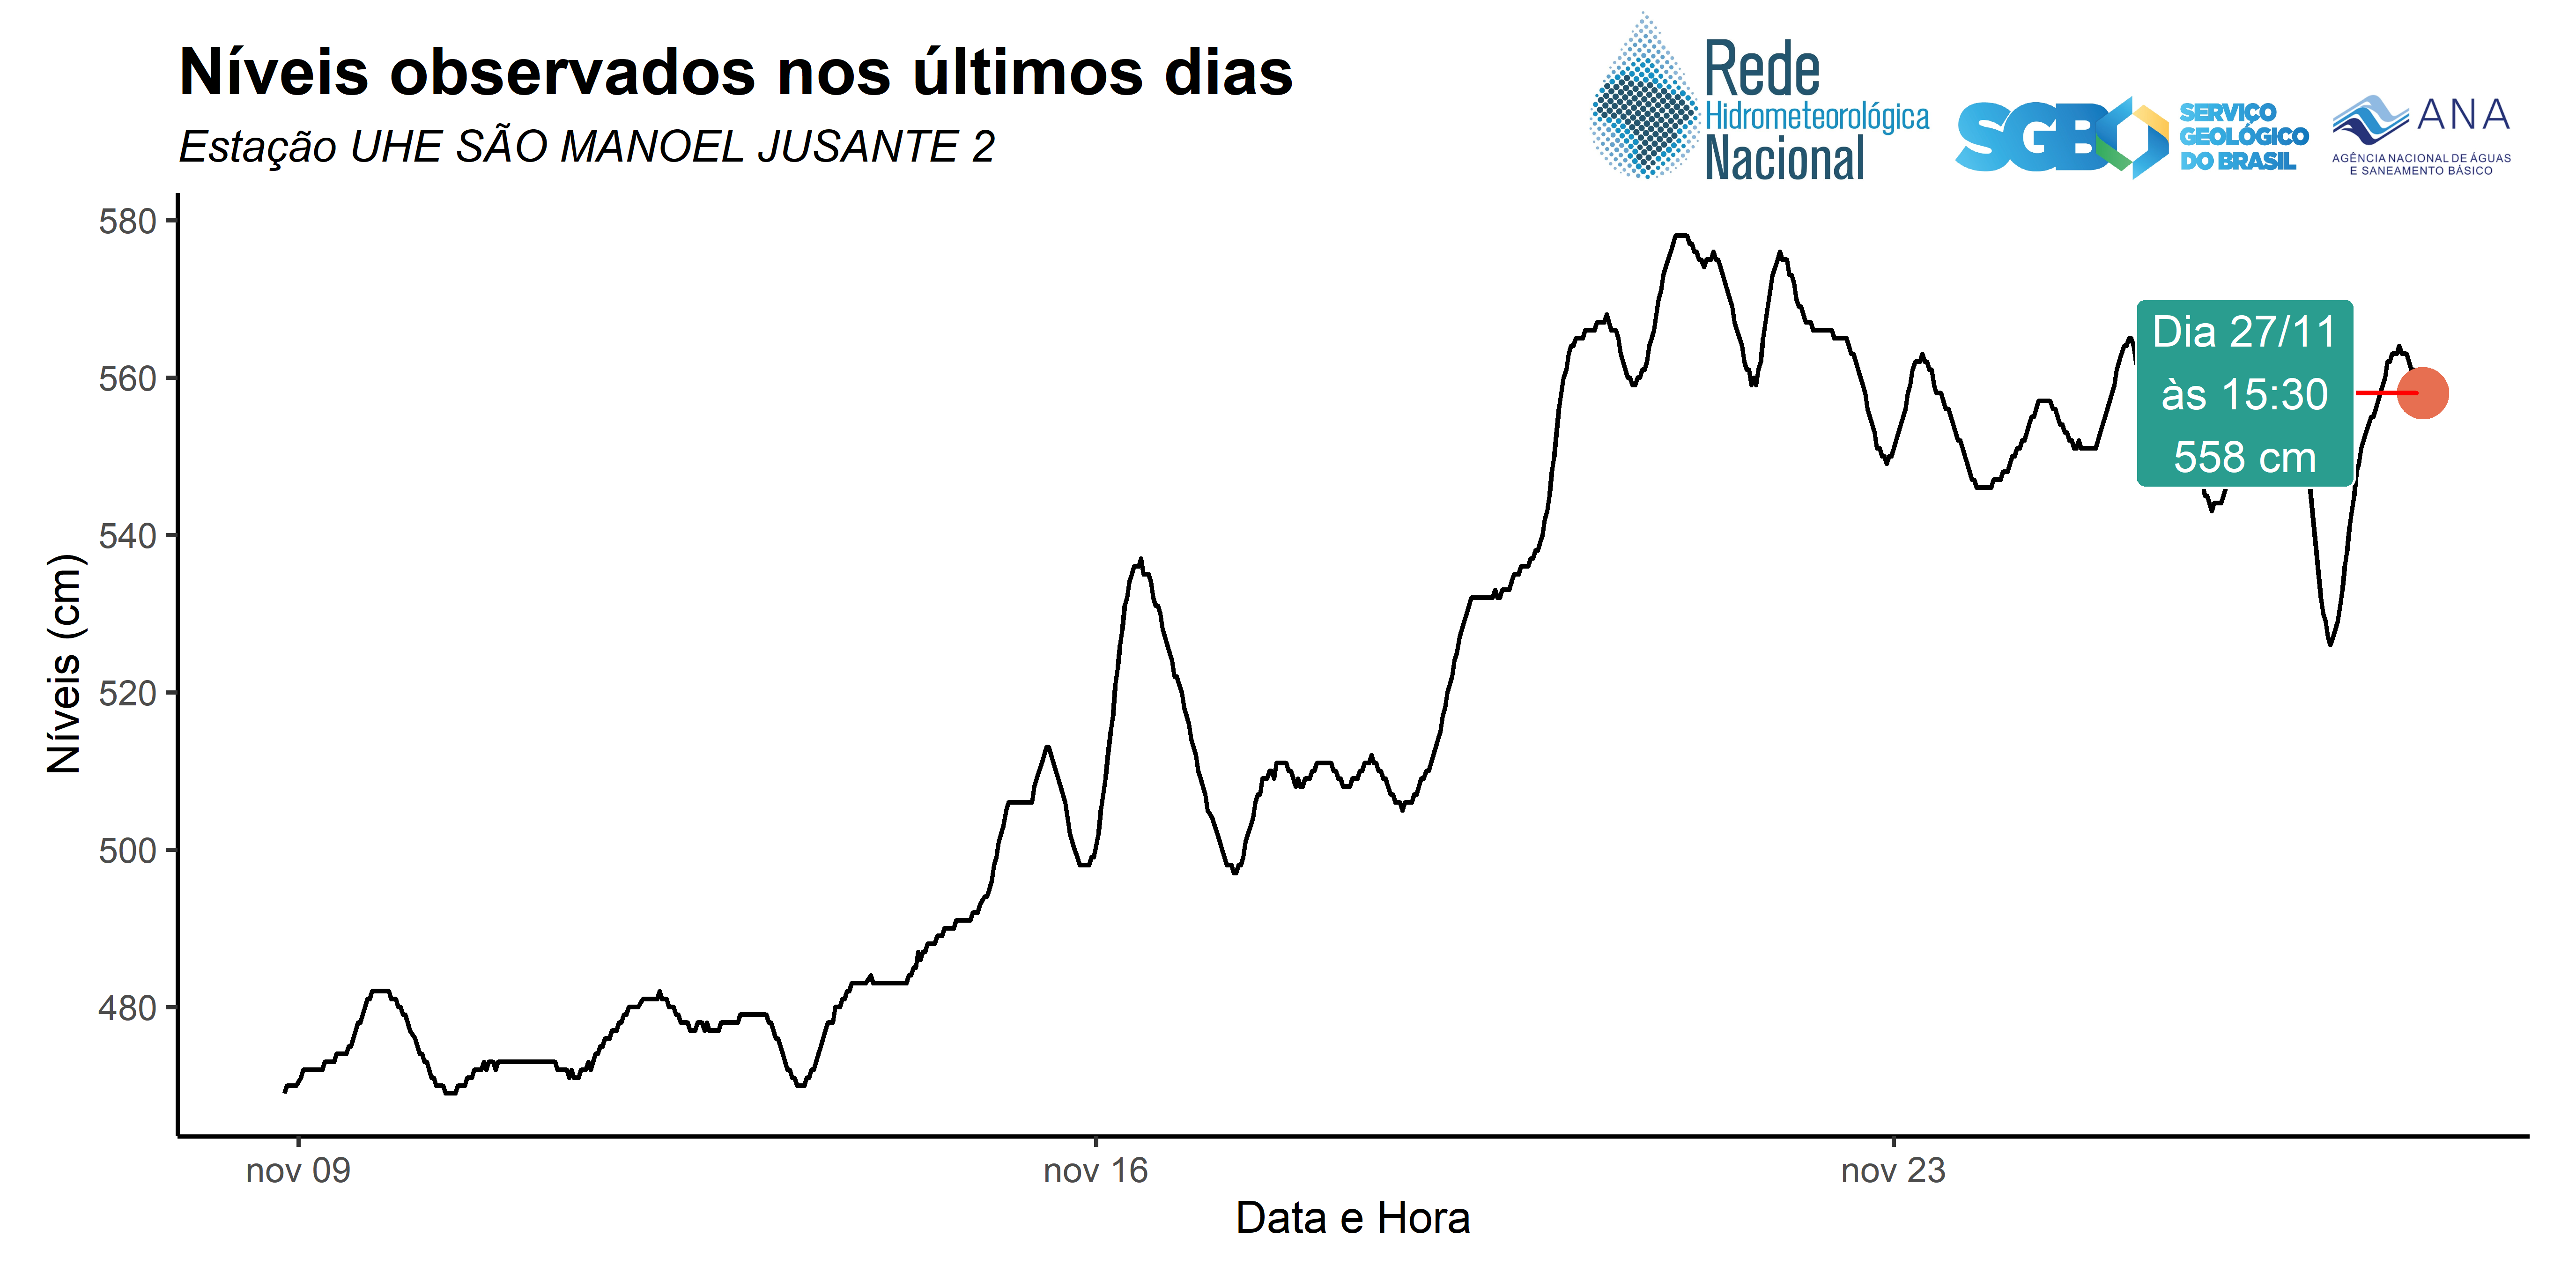 Níveis observados nos últimos dias
Estação UHE SÃO MANOEL JUSANTE 2
Rede
Hidrometeorológica
Nacional
SGB
SERVIÇO
GEOLÓGICO
DO BRASIL
ANA
AGÊNCIA NACIONAL DE ÁGUAS
E SANEAMENTO BÁSICO
580
560
540
520
500
480
Níveis (cm)
Dia 27/11
às 15:30
558 cm
nov 09
nov 16
nov 23
Data e Hora